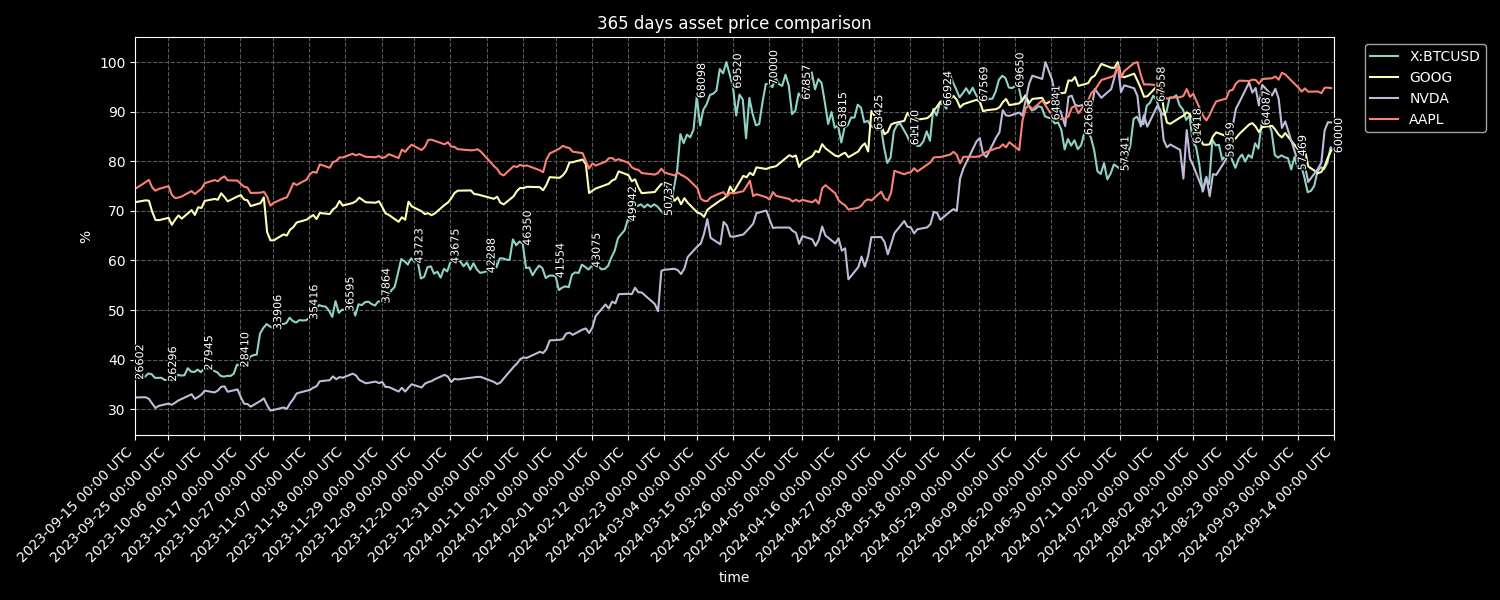 365 days asset price comparison
X:BTCUSD
GOOG
NVDA
AAPL
%
100
90
80
70
60
50
40
30
26602
26296
27945
28410
33906
35416
36595
37864
43723
43675
42288
46350
41554
43075
49942
50737
68098
69520
70000
67857
63815
63425
61170
66924
67569
69650
64841
62668
57341
67558
61418
59359
64087
57469
60000
2023-09-15 00:00 UTC
2023-09-25 00:00 UTC
2023-10-06 00:00 UTC
2023-10-17 00:00 UTC
2023-10-27 00:00 UTC
2023-11-07 00:00 UTC
2023-11-18 00:00 UTC
2023-11-29 00:00 UTC
2023-12-09 00:00 UTC
2023-12-20 00:00 UTC
2023-12-31 00:00 UTC
2024-01-11 00:00 UTC
2024-01-21 00:00 UTC
2024-02-01 00:00 UTC
2024-02-12 00:00 UTC
2024-02-23 00:00 UTC
2024-03-04 00:00 UTC
2024-03-15 00:00 UTC
2024-03-26 00:00 UTC
2024-04-05 00:00 UTC
2024-04-16 00:00 UTC
2024-04-27 00:00 UTC
2024-05-08 00:00 UTC
2024-05-18 00:00 UTC
2024-05-29 00:00 UTC
2024-06-09 00:00 UTC
2024-06-20 00:00 UTC
2024-06-30 00:00 UTC
2024-07-11 00:00 UTC
2024-07-22 00:00 UTC
2024-08-02 00:00 UTC
2024-08-12 00:00 UTC
2024-08-23 00:00 UTC
2024-09-03 00:00 UTC
2024-09-14 00:00 UTC
time